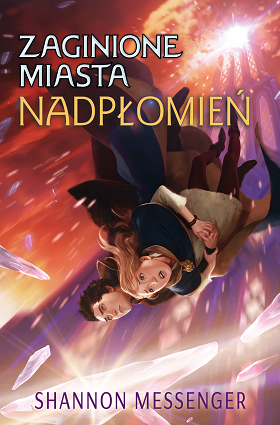 ZAGINIONE
MIASTA
NADPŁOMIEŃ
SHANNON MESSENGER